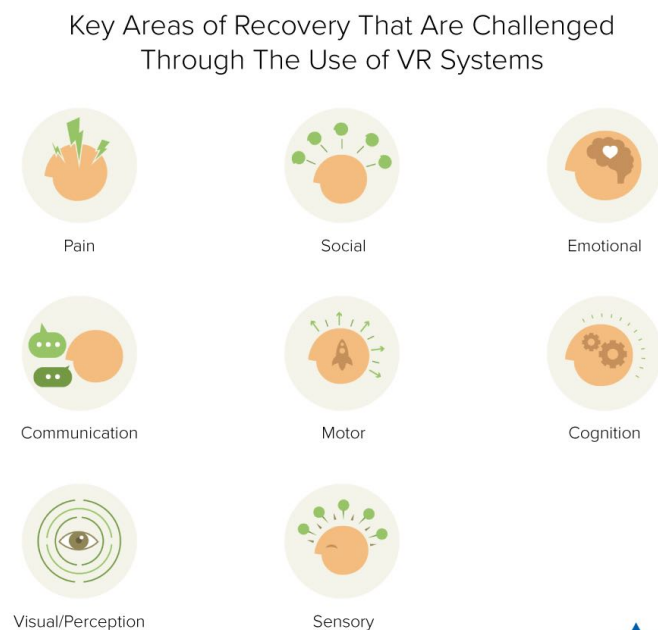 Key Areas of Recovery That Are Challenged
Through The Use of VR Systems
Pain
Social
Emotional
Communication
Motor
Cognition
Visual/Perception
Sensory